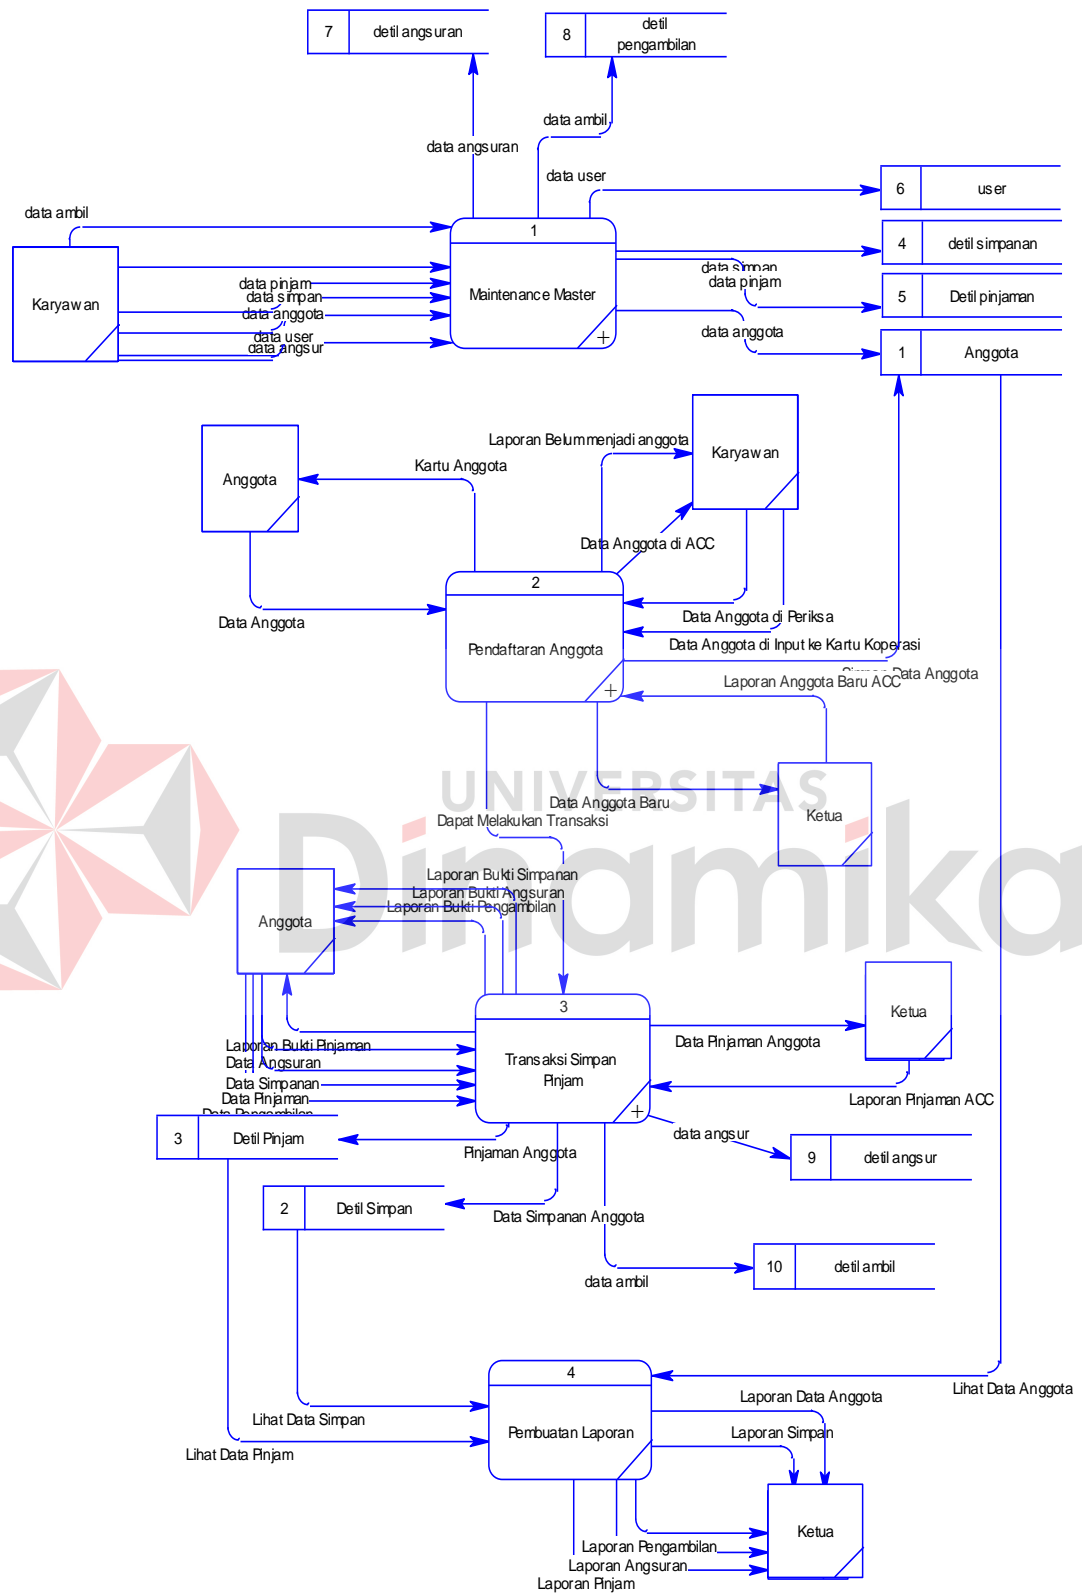 7
detil angsuran
8
detil
pengambilan
data ambil
data angsuran
data user
6
user
data ambil
1
4
detil simpanan
Karyawan
data pinjam
data simpan
data anggota
data user
data angsur
Maintenance Master
data simpan
data pinjam
5
Detil pinjaman
data anggota
1
Anggota
Laporan Belum menjadi anggota
Karyawan
Kartu Anggota
Anggota
Data Anggota di ACC
2
Data Anggota
Data Anggota di Periksa
Pendaftaran Anggota
Data Anggota di Input ke Kartu Koperasi
Simpan Data Anggota
Laporan Anggota Baru ACC
UNIVERSITAS
Dinamika
Data Anggota Baru
Ketua
Dapat Melakukan Transaksi
Laporan Bukti Simpanan
Laporan Bukti Angsuran
Laporan Bukti Pengambilan
Anggota
3
Ketua
Laporan Bukti Pinjaman
Data Angsuran
Data Simpanan
Data Pinjaman
Data Pengambilan
Transaksi Simpan
Pinjam
Data Pinjaman Anggota
Laporan Pinjaman ACC
3
Detil Pinjam
Pinjaman Anggota
data angsur
9
detil angsur
2
Detil Simpan
Data Simpanan Anggota
10
detil ambil
data ambil
4
Lihat Data Anggota
Laporan Data Anggota
Lihat Data Simpan
Pembuatan Laporan
Laporan Simpan
Lihat Data Pinjam
Ketua
Laporan Pengambilan
Laporan Angsuran
Laporan Pinjam